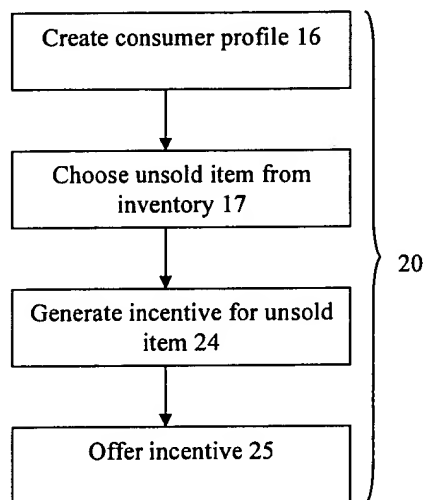 Create consumer profile 16
Choose unsold item from
inventory 17
20
Generate incentive for unsold
item 24
Offer incentive 25